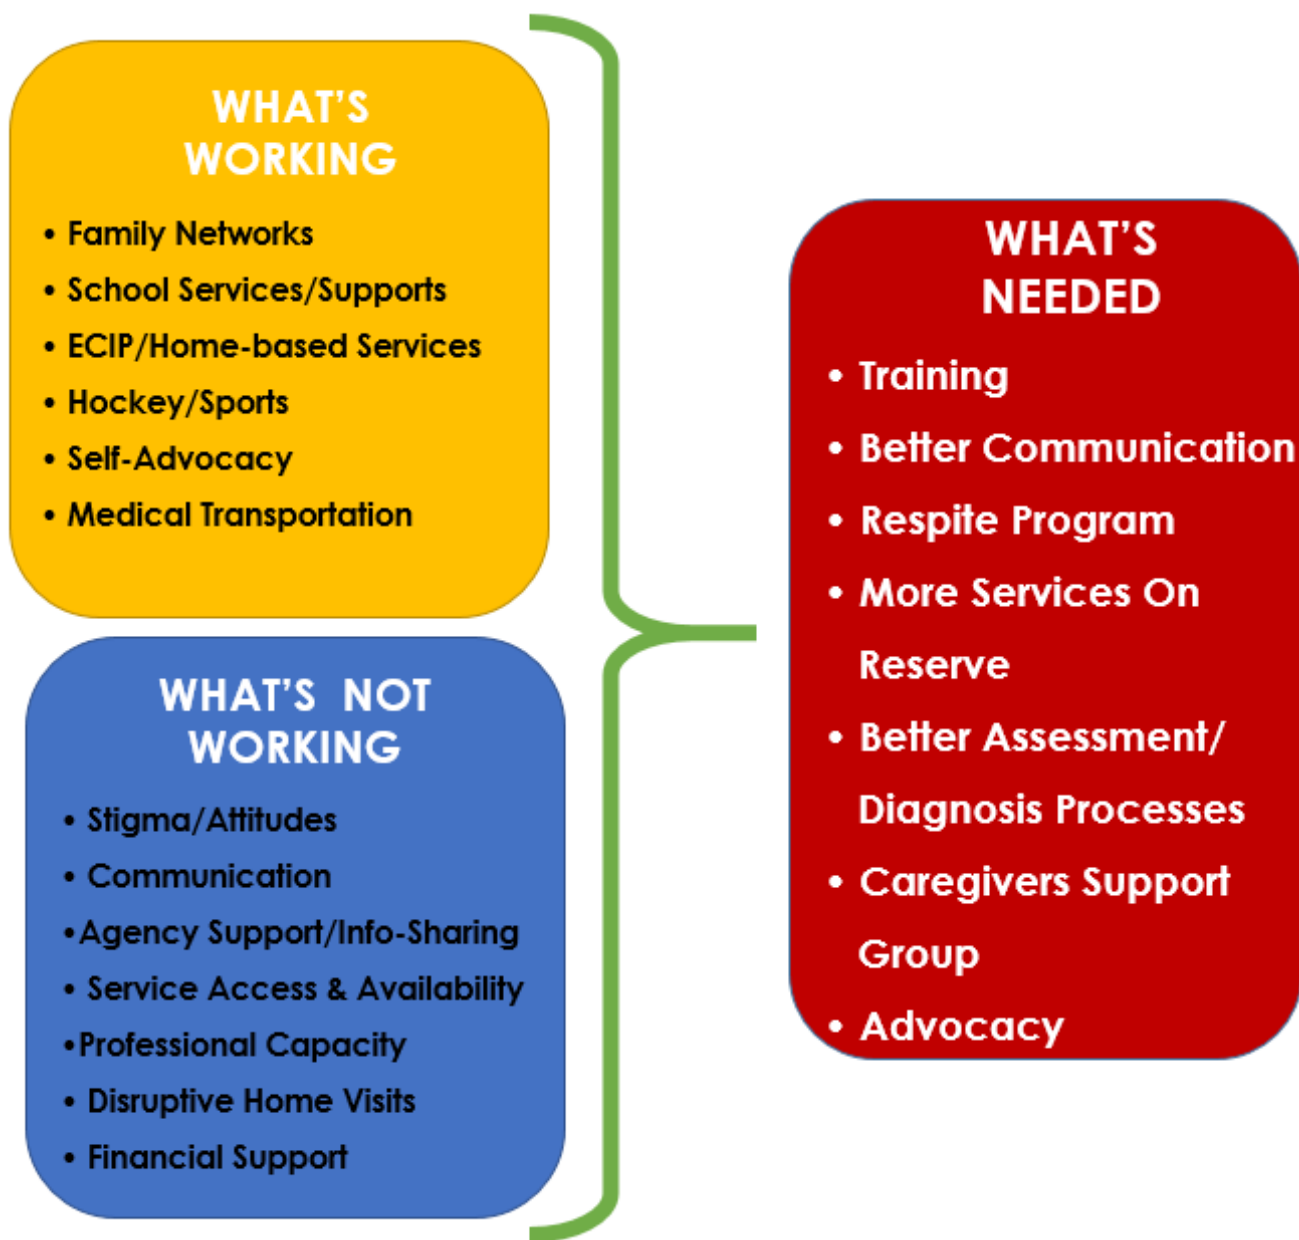 WHAT'S
WORKING
• Family Networks
• School Services/Supports
• ECIP/Home-based Services
• Hockey/Sports
• Self-Advocacy
• Medical Transportation
WHAT'S  NOT
WORKING
• Stigma/Attitudes
• Communication
•Agency Support/Info-Sharing
• Service Access & Availability
•Professional Capacity
• Disruptive Home Visits
• Financial Support
WHAT'S
NEEDED
• Training
• Better Communication
• Respite Program
• More Services On
Reserve
• Better Assessment/
Diagnosis Processes
• Caregivers Support
Group
• Advocacy